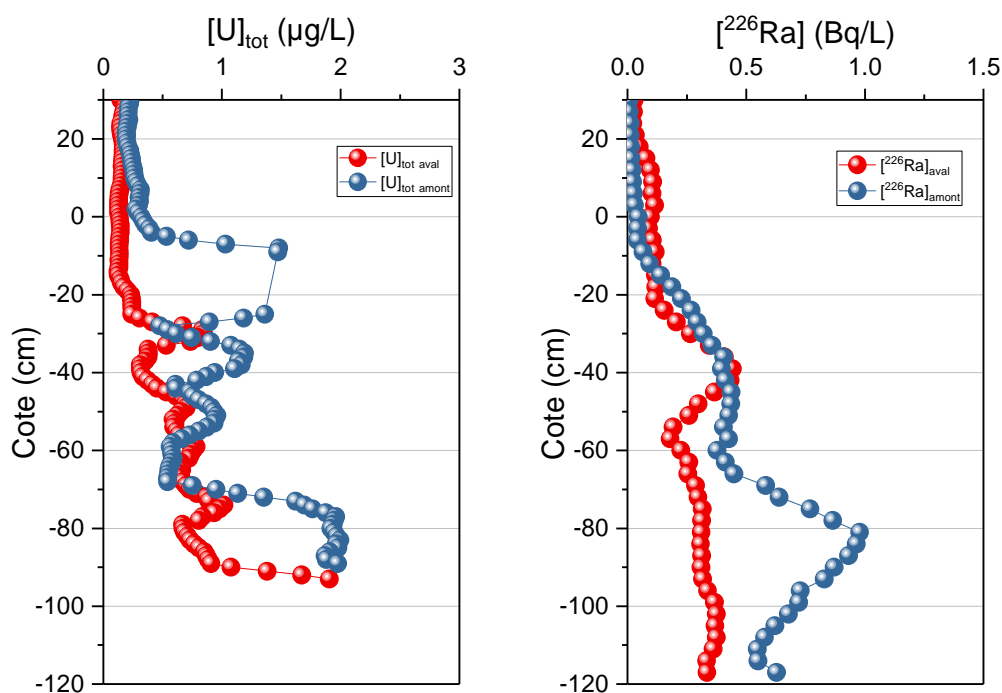 [U]tot (µg/L)
0 1 2 3
20
0
-20
-40
-60
-80
-100
-120
Cote (cm)
[U]tot aval
[U]tot amont
[226Ra] (Bq/L)
0.0 0.5 1.0 1.5
20
0
-20
-40
-60
-80
-100
-120
Cote (cm)
[226Ra]aval
[226Ra]amont